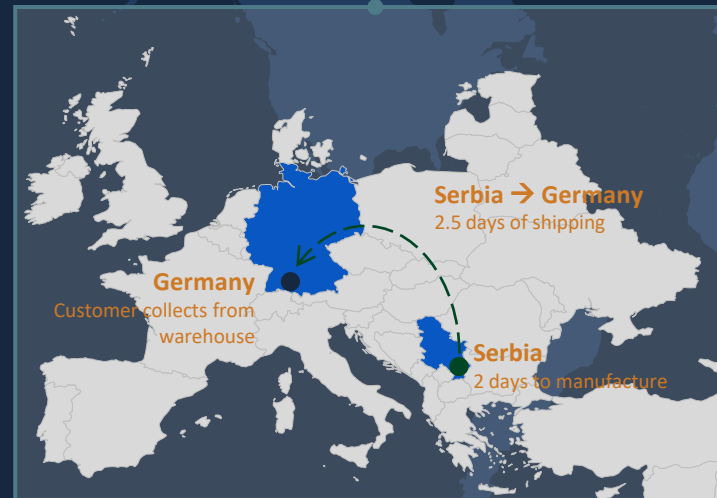 Serbia → Germany
2.5 days of shipping
Germany
Customer collects from
warehouse
Serbia
2 days to manufacture